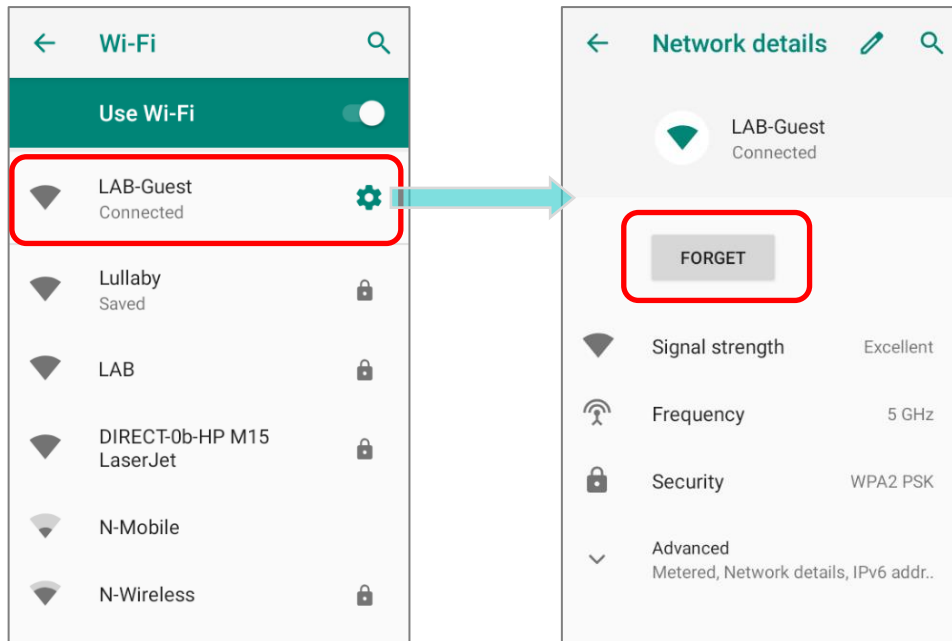 Wi-Fi
Use Wi-Fi
LAB-Guest
Connected
Lullaby
Saved
LAB
DIRECT-0b-HP M15
LaserJet
N-Mobile
N-Wireless
Network details
LAB-Guest
Connected
FORGET
Signal strength Excellent
Frequency 5 GHz
Security WPA2 PSK
Advanced
Metered, Network details, IPv6 addr..